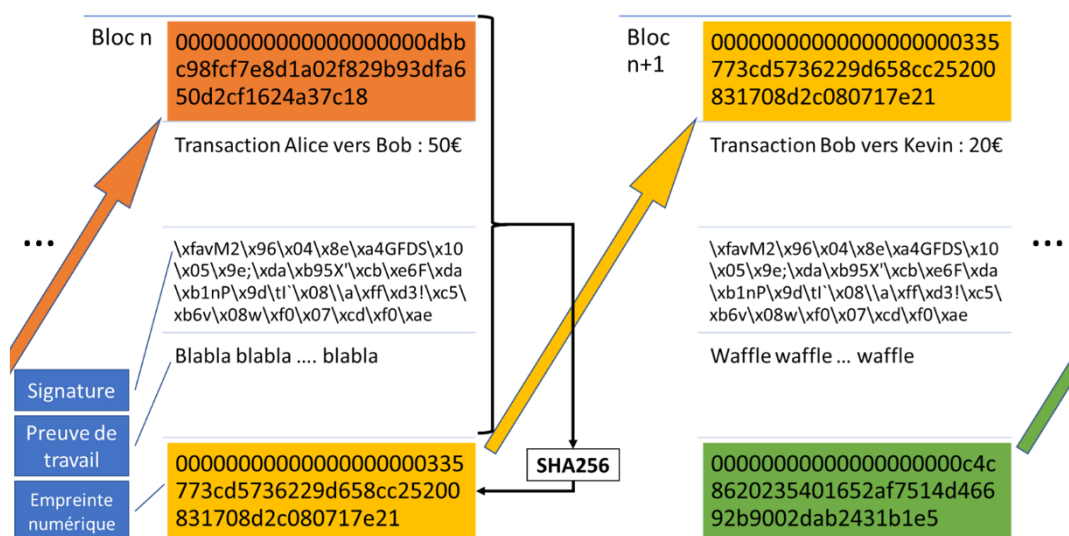 Bloc n
00000000000000000000dbb
c98fcf7e8d1a02f829b93dfa6
50d2cf1624a37c18
Transaction Alice vers Bob : 50€
...
\xfavM2\x96\x04\x8e\xa4GFDS\x10
\x05\x9e;\xda\xb95X'\xcb\xe6F\xda
\xb1nP\x9d\tI`\x08\\a\xff\xd3!\xc5
\xb6v\x08w\xf0\x07\xcd\xf0\xae
Blabla blabla .... blabla
Signature
Preuve de
travail
Empreinte
numérique
00000000000000000000335
773cd5736229d658cc25200
831708d2c080717e21
SHA256
Bloc
n+1
00000000000000000000335
773cd5736229d658cc25200
831708d2c080717e21
Transaction Bob vers Kevin : 20€
...
\xfavM2\x96\x04\x8e\xa4GFDS\x10
\x05\x9e;\xda\xb95X'\xcb\xe6F\xda
\xb1nP\x9d\tI`\x08\\a\xff\xd3!\xc5
\xb6v\x08w\xf0\x07\xcd\xf0\xae
Waffle waffle ... waffle
00000000000000000000c4c
8620235401652af7514d466
92b9002dab2431b1e5